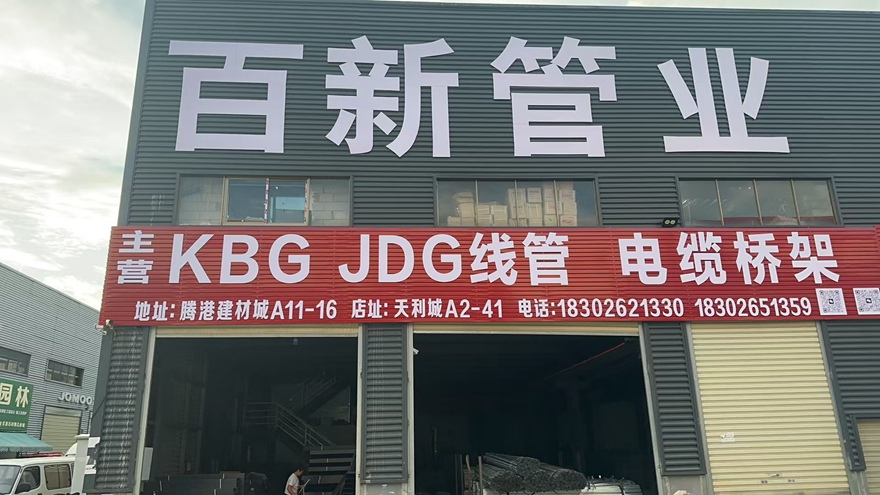 百新管业
主营 KBG JDG线管 电缆桥架
地址:腾港建材城A11-16 店址:天利城A2-41 电话:18302621330 18302651359
园林
JOMOO